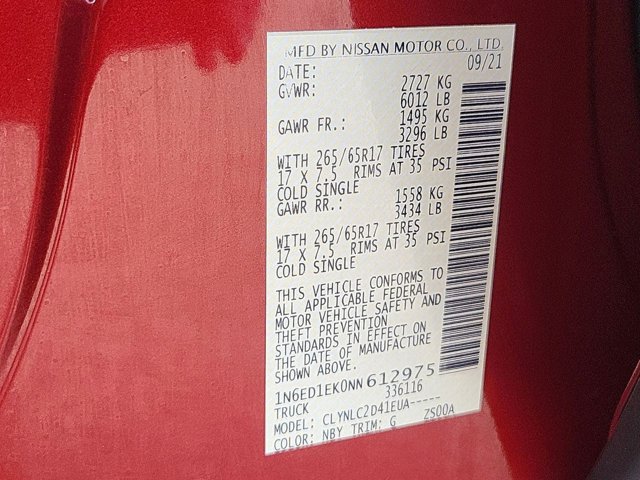 MFD BY NISSAN MOTOR CO., LTD.
DATE: 09/21
GVWR: 2727 KG
6012 LB
GAWR FR.: 1495 KG
3296 LB
WITH 265/65R17 TIRES
17 X 7.5 RIMS AT 35 PSI
COLD SINGLE
GAWR RR.: 1558 KG
3434 LB
WITH 265/65R17 TIRES
17 X 7.5 RIMS AT 35 PSI
COLD SINGLE
THIS VEHICLE CONFORMS TO
ALL APPLICABLE FEDERAL
MOTOR VEHICLE SAFETY AND
THEFT PREVENTION
STANDARDS IN EFFECT ON
THE DATE OF MANUFACTURE
SHOWN ABOVE.
1N6ED1EK0NN612975
TRUCK 336116
MODEL: CLYNLC2D41EUA-----
COLOR: NBY TRIM: G ZS00A